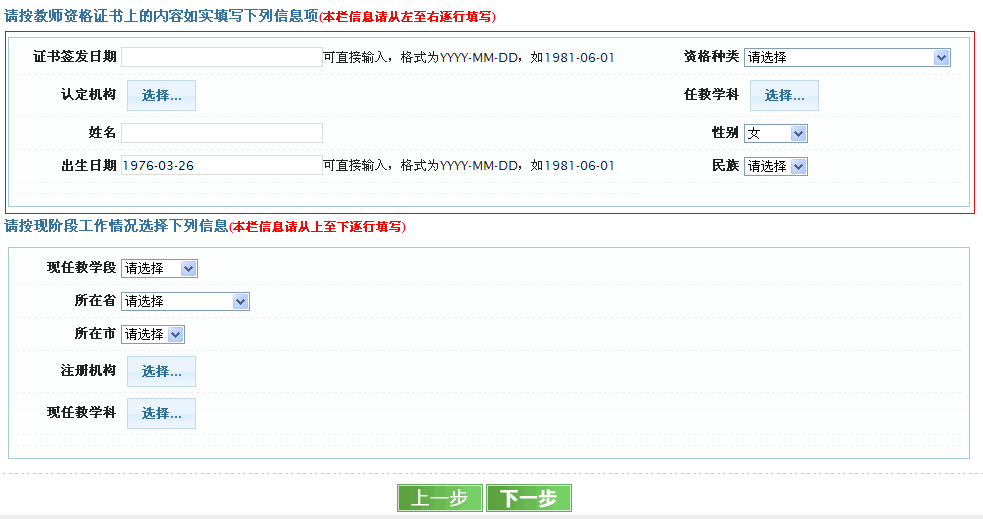 请按教师资格证书上的内容如实填写下列信息项(本栏信息请从左至右逐行填写)
证书签发日期 可直接输入，格式为YYYY-MM-DD，如1981-06-01 资格种类 请选择
认定机构 选择... 任教学科 选择...
姓名 性别 女
出生日期 1976-03-26 可直接输入，格式为YYYY-MM-DD，如1981-06-01 民族 请选择
请按现阶段工作情况选择下列信息(本栏信息请从上至下逐行填写)
现任教学段 请选择
所在省 请选择
所在市 请选择
注册机构 选择...
现任教学科 选择...
上一步 下一步